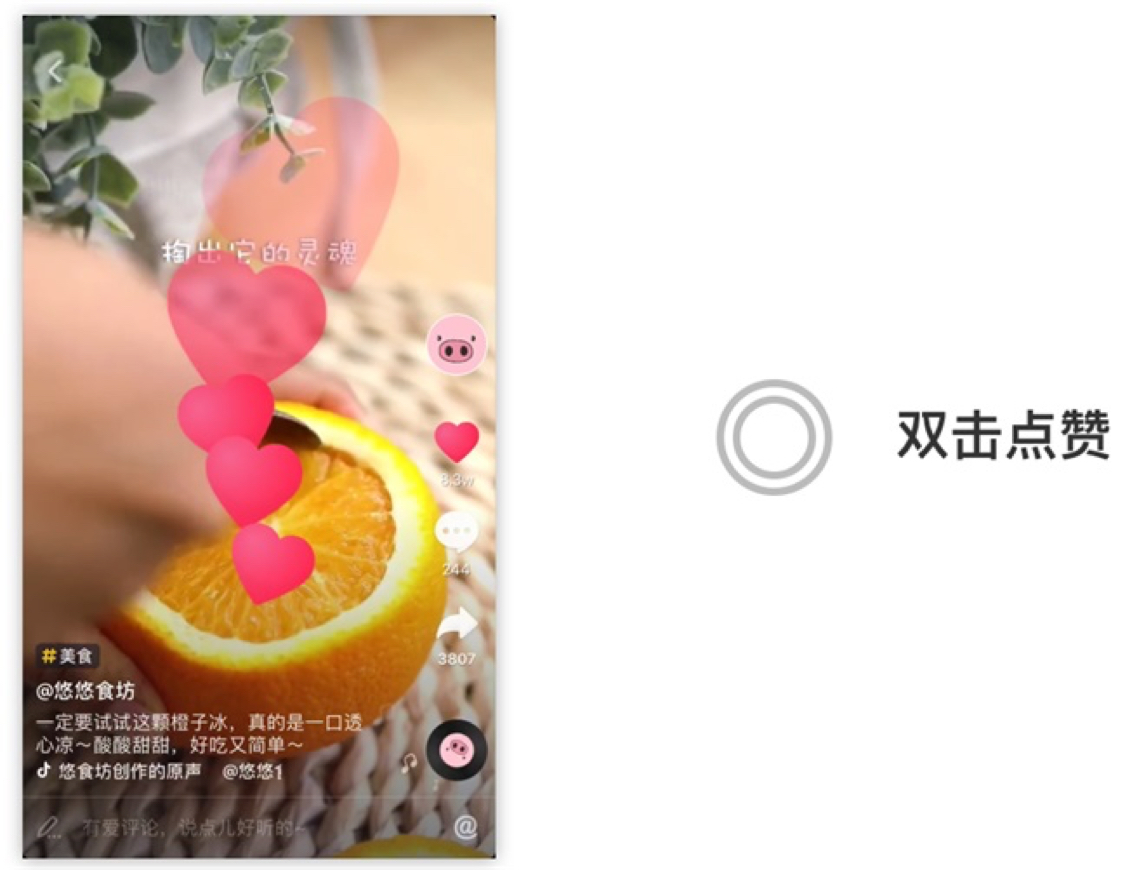 掏出它的灵魂
8.3w
244
3807
#美食
@悠悠食坊
一定要试试这颗橙子冰，真的是一口透
心凉～酸酸甜甜，好吃又简单～
悠食坊创作的原声 @悠悠1
有爱评论，说点儿好听的~
@
双击点赞